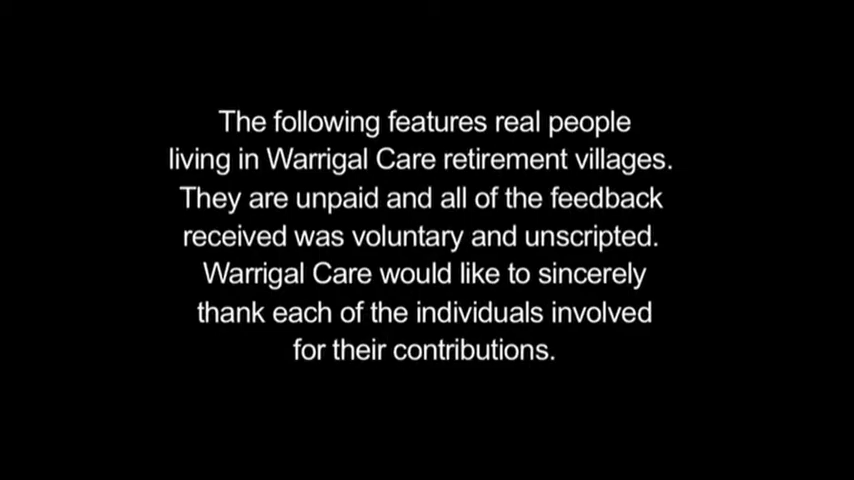 The following features real people
living in Warrigal Care retirement villages.
They are unpaid and all of the feedback
received was voluntary and unscripted.
Warrigal Care would like to sincerely
thank each of the individuals involved
for their contributions.